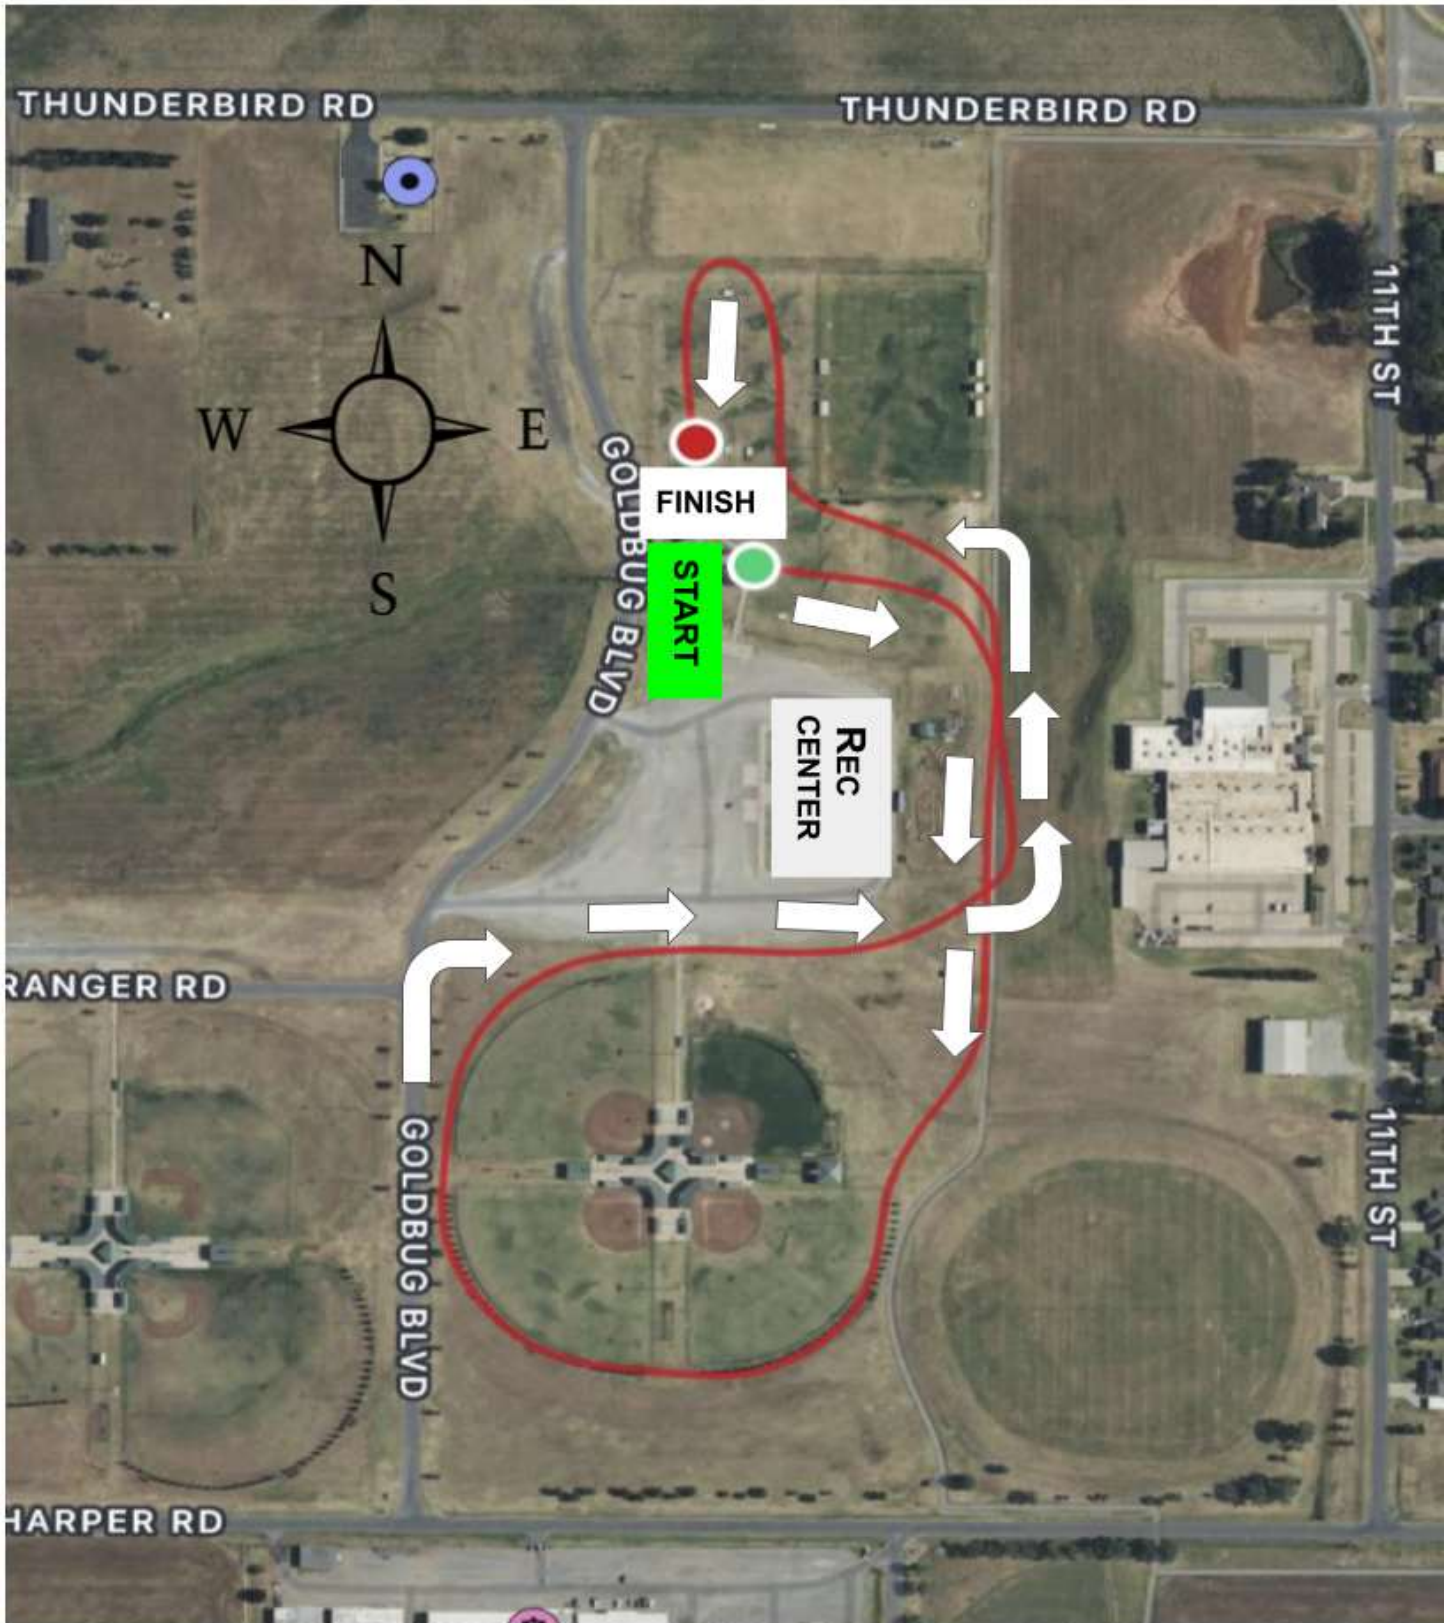 THUNDERBIRD RD
THUNDERBIRD RD
N
W
E
S
11TH ST
GOLDBUG BLVD
FINISH
START
REC
CENTER
RANGER RD
GOLDBUG BLVD
11TH ST
HARPER RD